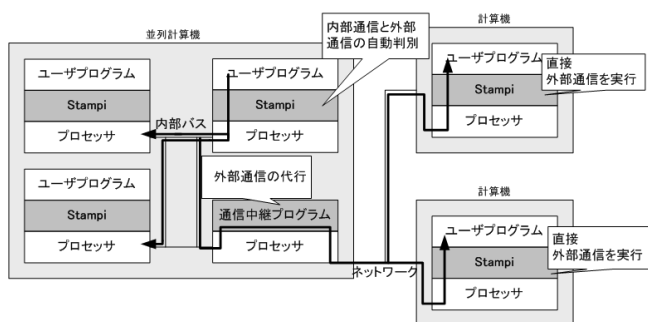 並列計算機
内部通信と外部
通信の自動判別
ユーザプログラム
Stampi
プロセッサ
ユーザプログラム
Stampi
プロセッサ
内部バス
外部通信の代行
ユーザプログラム
Stampi
プロセッサ
通信中継プログラム
プロセッサ
ネットワーク
計算機
ユーザプログラム
Stampi
プロセッサ
直接
外部通信を実行
計算機
ユーザプログラム
Stampi
プロセッサ
直接
外部通信を実行